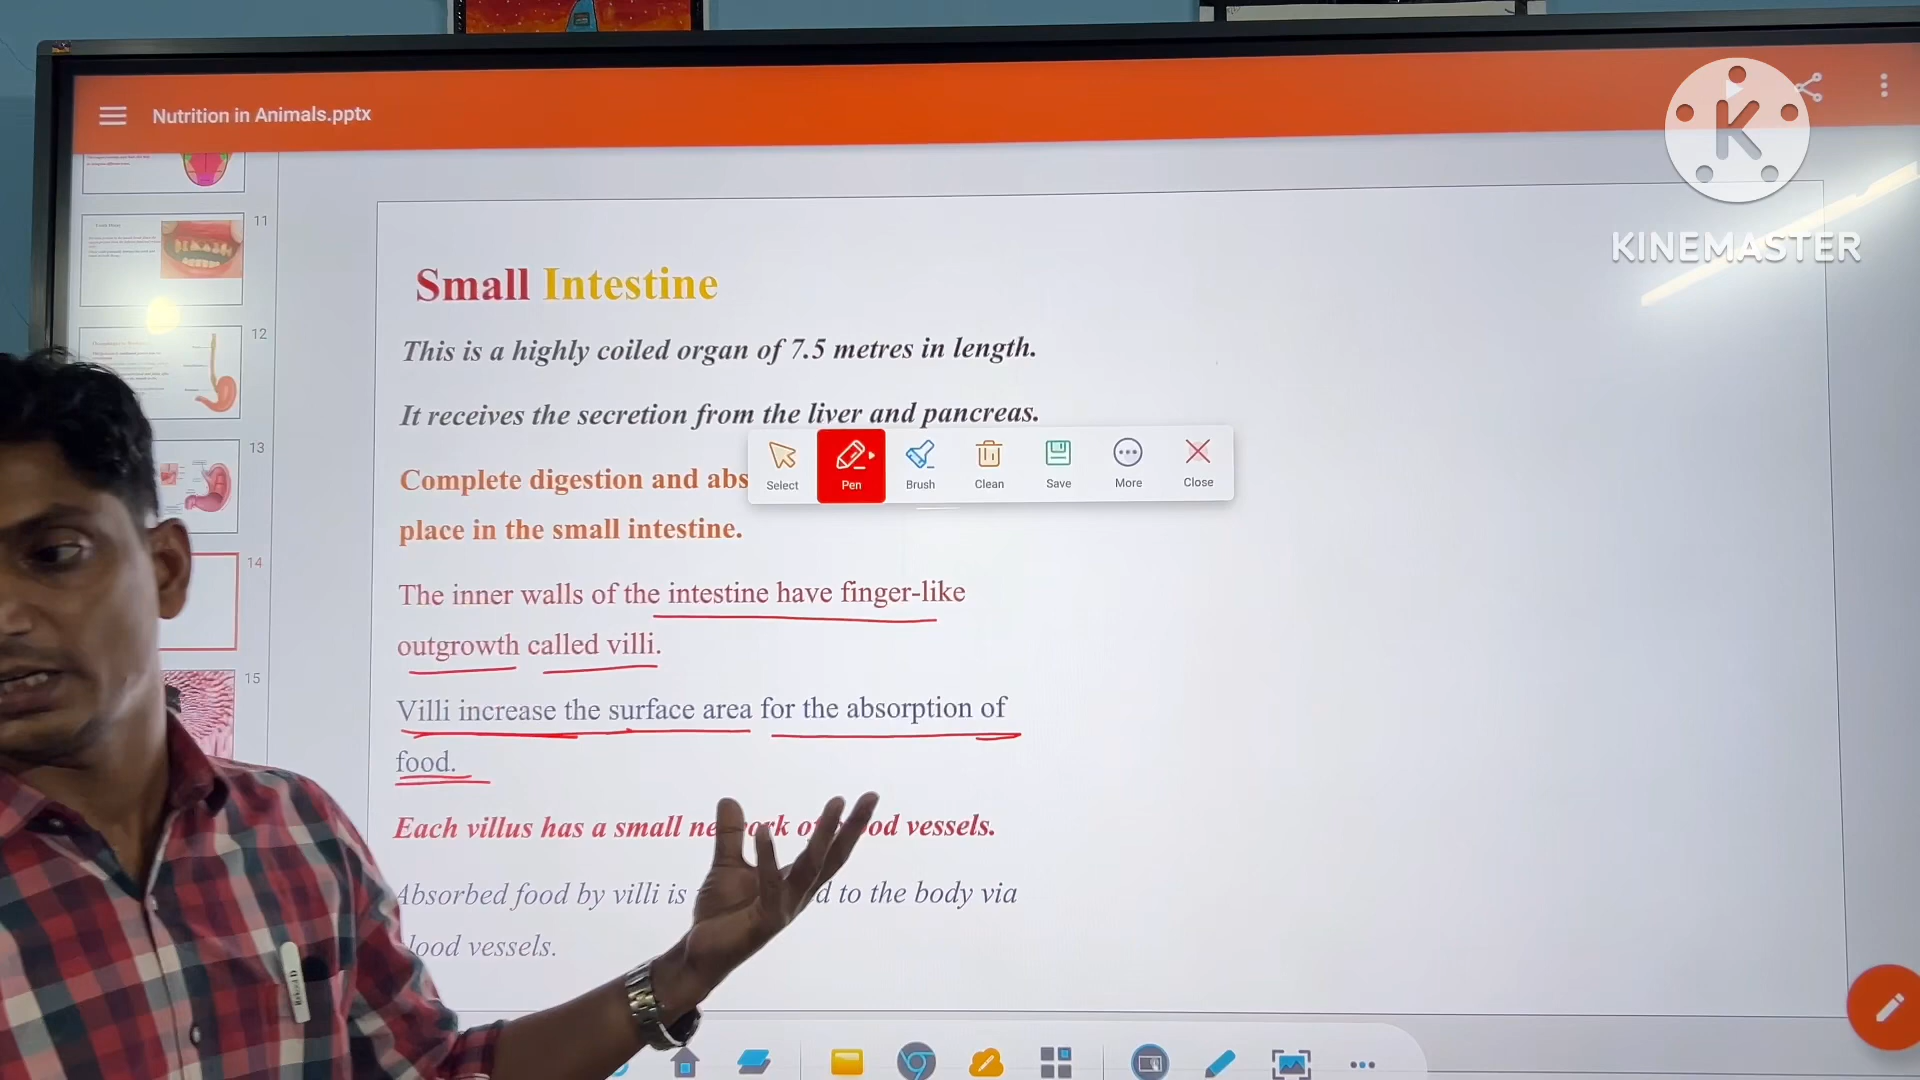 Nutrition in Animals.pptx
K
KINEMASTER
11
12
13
14
15
Small Intestine
This is a highly coiled organ of 7.5 metres in length.
It receives the secretion from the liver and pancreas.
Complete digestion and abs
place in the small intestine.
Select
Pen
Brush
Clean
Save
More
Close
The inner walls of the intestine have finger-like
outgrowth called villi.
Villi increase the surface area for the absorption of
food.
Each villus has a small network of blood vessels.
Absorbed food by villi is d to the body via
blood vessels.